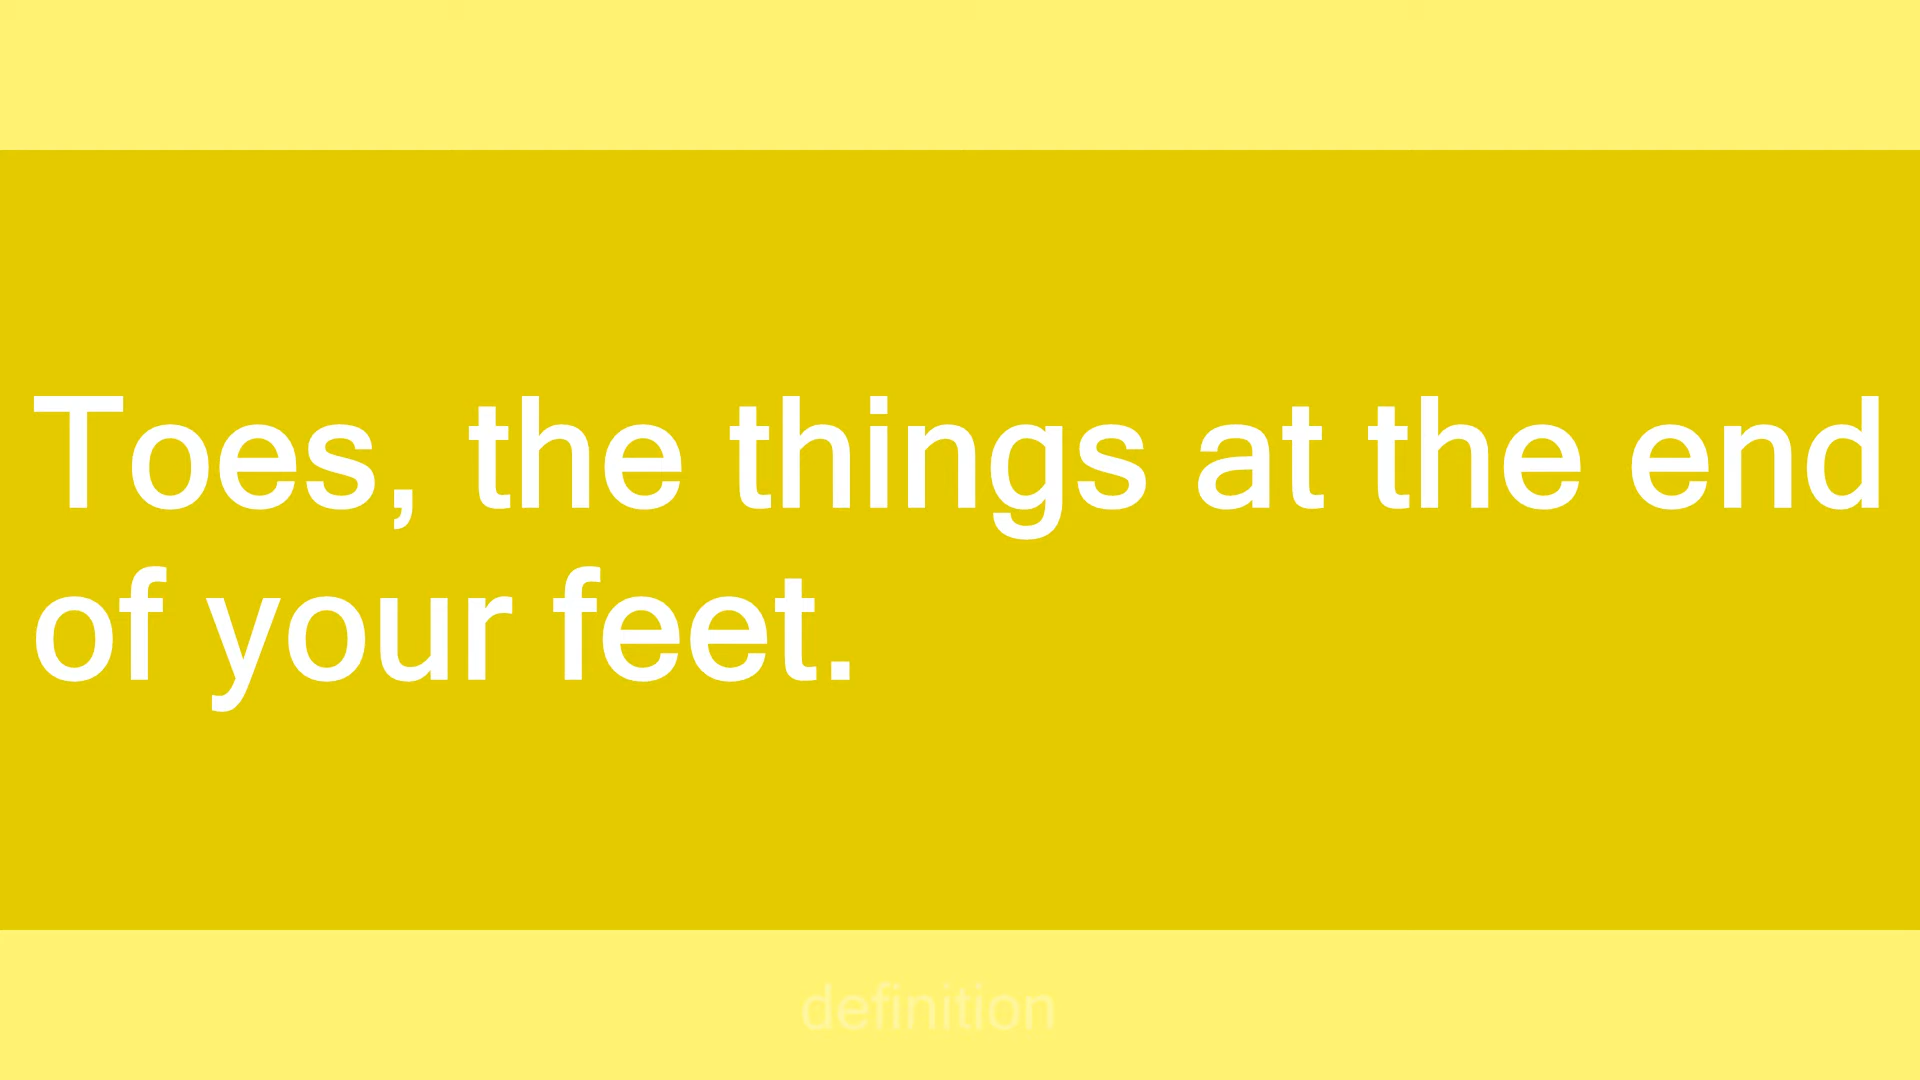 Toes, the things at the end
of your feet.
definition